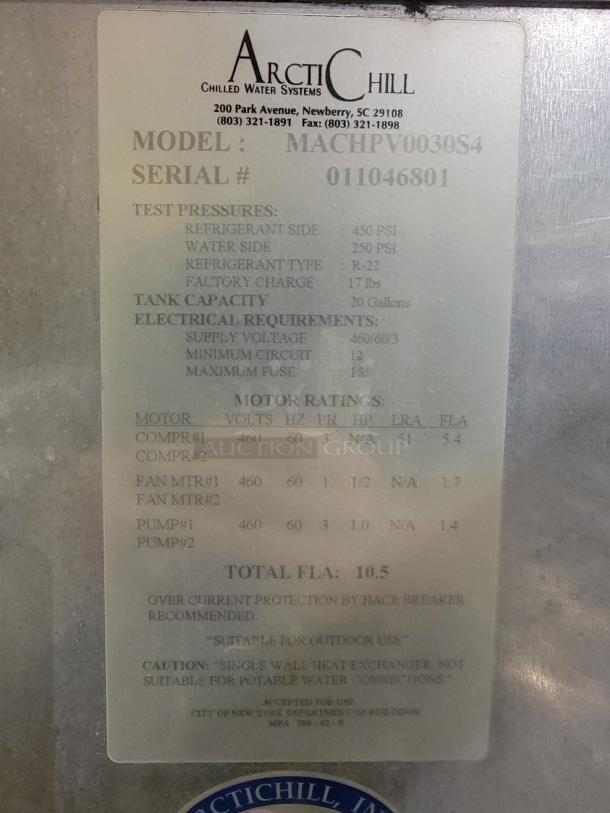 ARCTICHILL
CHILLED WATER SYSTEMS
200 Park Avenue, Newberry, SC 29108
(803) 321-1891 Fax: (803) 321-1898
MODEL : MACHPV0030S4
SERIAL # 011046801
TEST PRESSURES:
REFRIGERANT SIDE : 450 PSI
WATER SIDE : 250 PSI
REFRIGERANT TYPE : R-22
FACTORY CHARGE : 17 lbs
TANK CAPACITY : 20 Gallons
ELECTRICAL REQUIREMENTS:
SUPPLY VOLTAGE : 460/60/3
MINIMUM CIRCUIT : 12
MAXIMUM FUSE : 15
MOTOR RATINGS:
MOTOR: VOLTS HZ PH HP LRA FLA
COMPR#1 460 60 3 N/A 51 5.4
AUCTION GROUP
COMPR#2
FAN MTR#1 460 60 1 1/2 N/A 1.7
FAN MTR#2
PUMP#1 460 60 3 1.0 N/A 1.4
PUMP#2
TOTAL FLA: 10.5
OVER CURRENT PROTECTION BY HACR BREAKER
RECOMMENDED.
"SUITABLE FOR OUTDOOR USE"
CAUTION: "SINGLE WALL HEAT EXCHANGER, NOT
SUITABLE FOR POTABLE WATER CONNECTIONS."
ACCEPTED FOR USE
CITY OF NEW YORK DEPARTMENT OF BUILDINGS
CTICHILL, IN